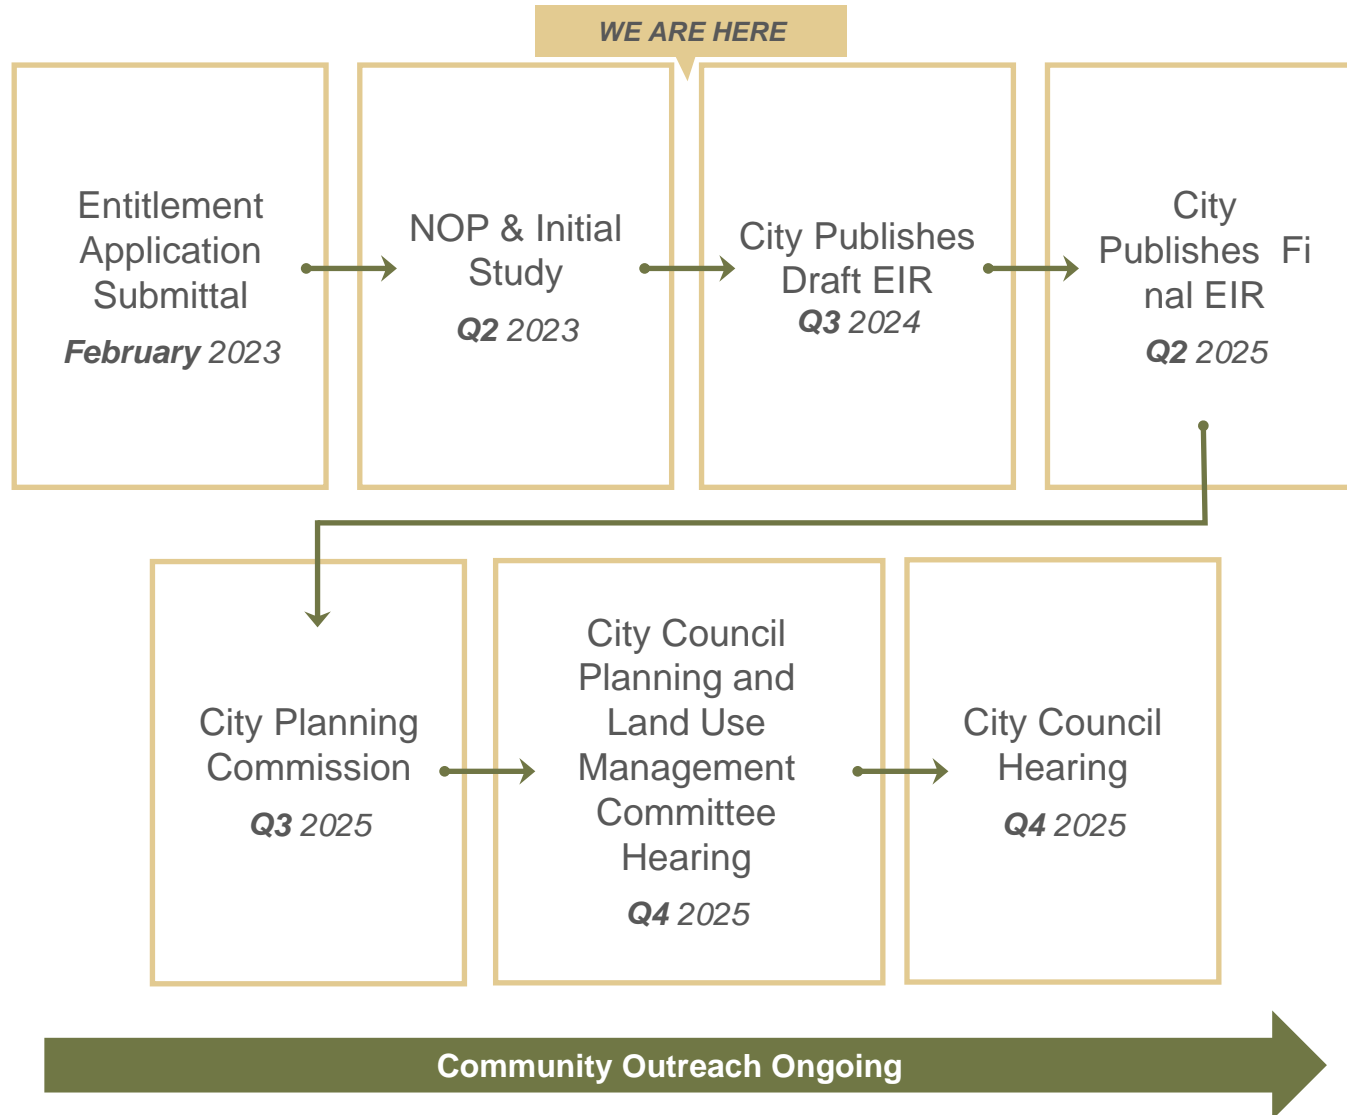 WE ARE HERE
Entitlement
Application
Submittal
February 2023
NOP & Initial
Study
Q2 2023
City Publishes
Draft EIR
Q3 2024
City
Publishes Fi
nal EIR
Q2 2025
City Planning
Commission
Q3 2025
City Council
Planning and
Land Use
Management
Committee
Hearing
Q4 2025
City Council
Hearing
Q4 2025
Community Outreach Ongoing